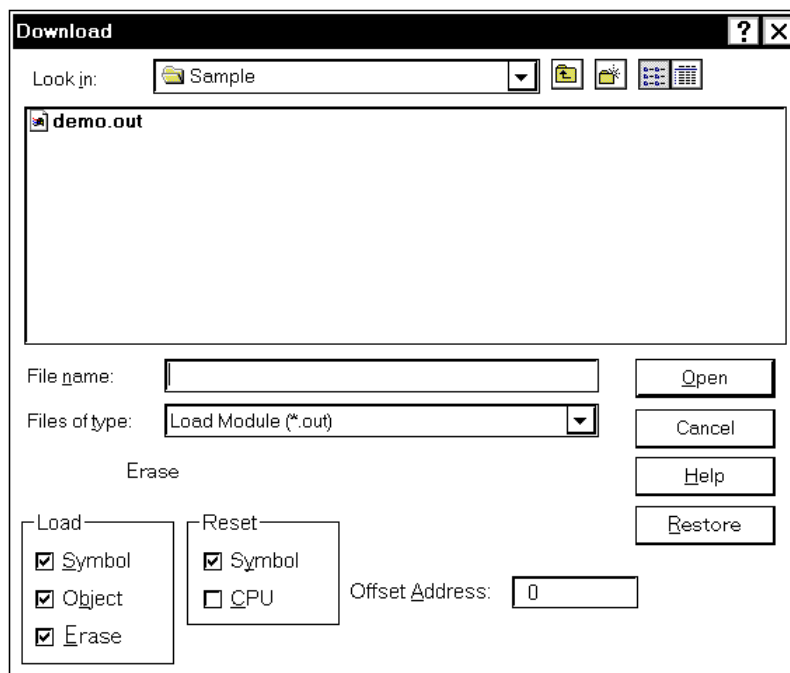 Download
Look in: Sample
demo.out
File name:
Files of type: Load Module (*.out)
Open
Cancel
Help
Restore
Erase
Load
Symbol
Object
Erase
Reset
Symbol
CPU
Offset Address: 0